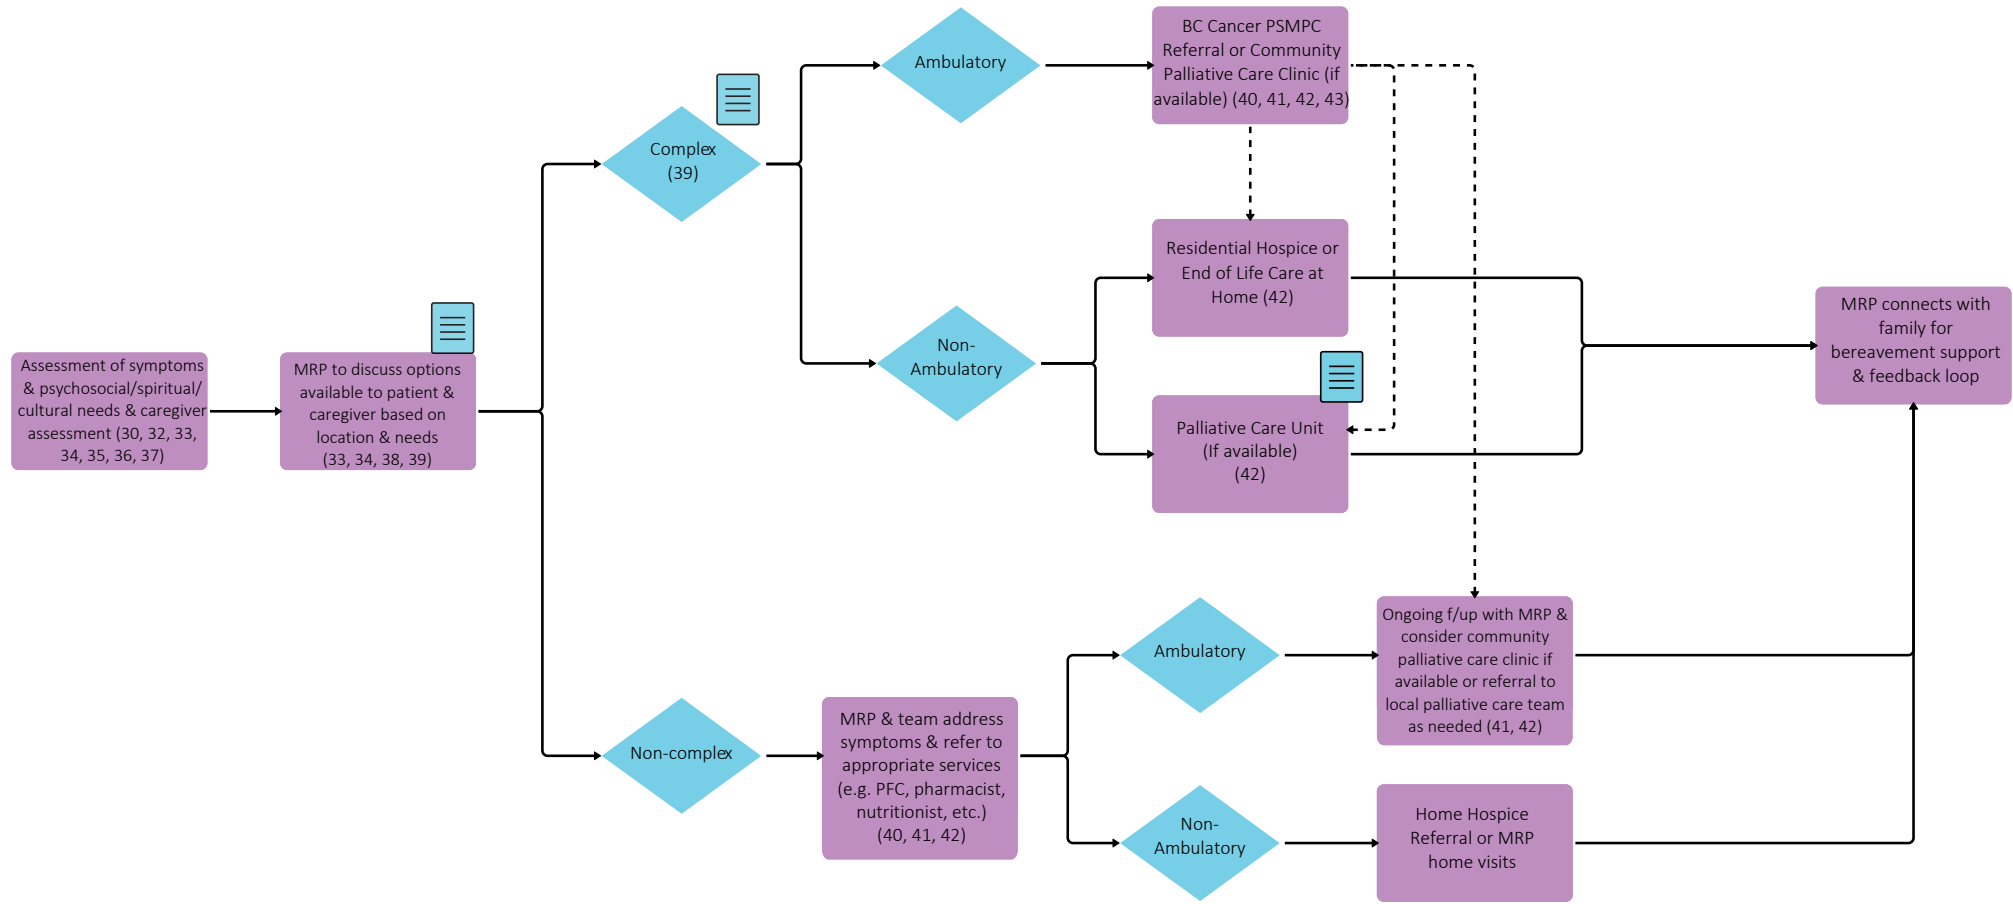 Assessment of symptoms
& psychosocial/spiritual/
cultural needs & caregiver
assessment (30, 32, 33,
34, 35, 36, 37)
MRP to discuss options
available to patient &
caregiver based on
location & needs
(33, 34, 38, 39)
Complex
(39)
Ambulatory
BC Cancer PSMPC
Referral or Community
Palliative Care Clinic (if
available) (40, 41, 42, 43)
Non-
Ambulatory
Residential Hospice or
End of Life Care at
Home (42)
Palliative Care Unit
(If available)
(42)
MRP connects with
family for
bereavement support
& feedback loop
Non-complex
MRP & team address
symptoms & refer to
appropriate services
(e.g. PFC, pharmacist,
nutritionist, etc.)
(40, 41, 42)
Ambulatory
Ongoing f/up with MRP &
consider community
palliative care clinic if
available or referral to
local palliative care team
as needed (41, 42)
Non-
Ambulatory
Home Hospice
Referral or MRP
home visits